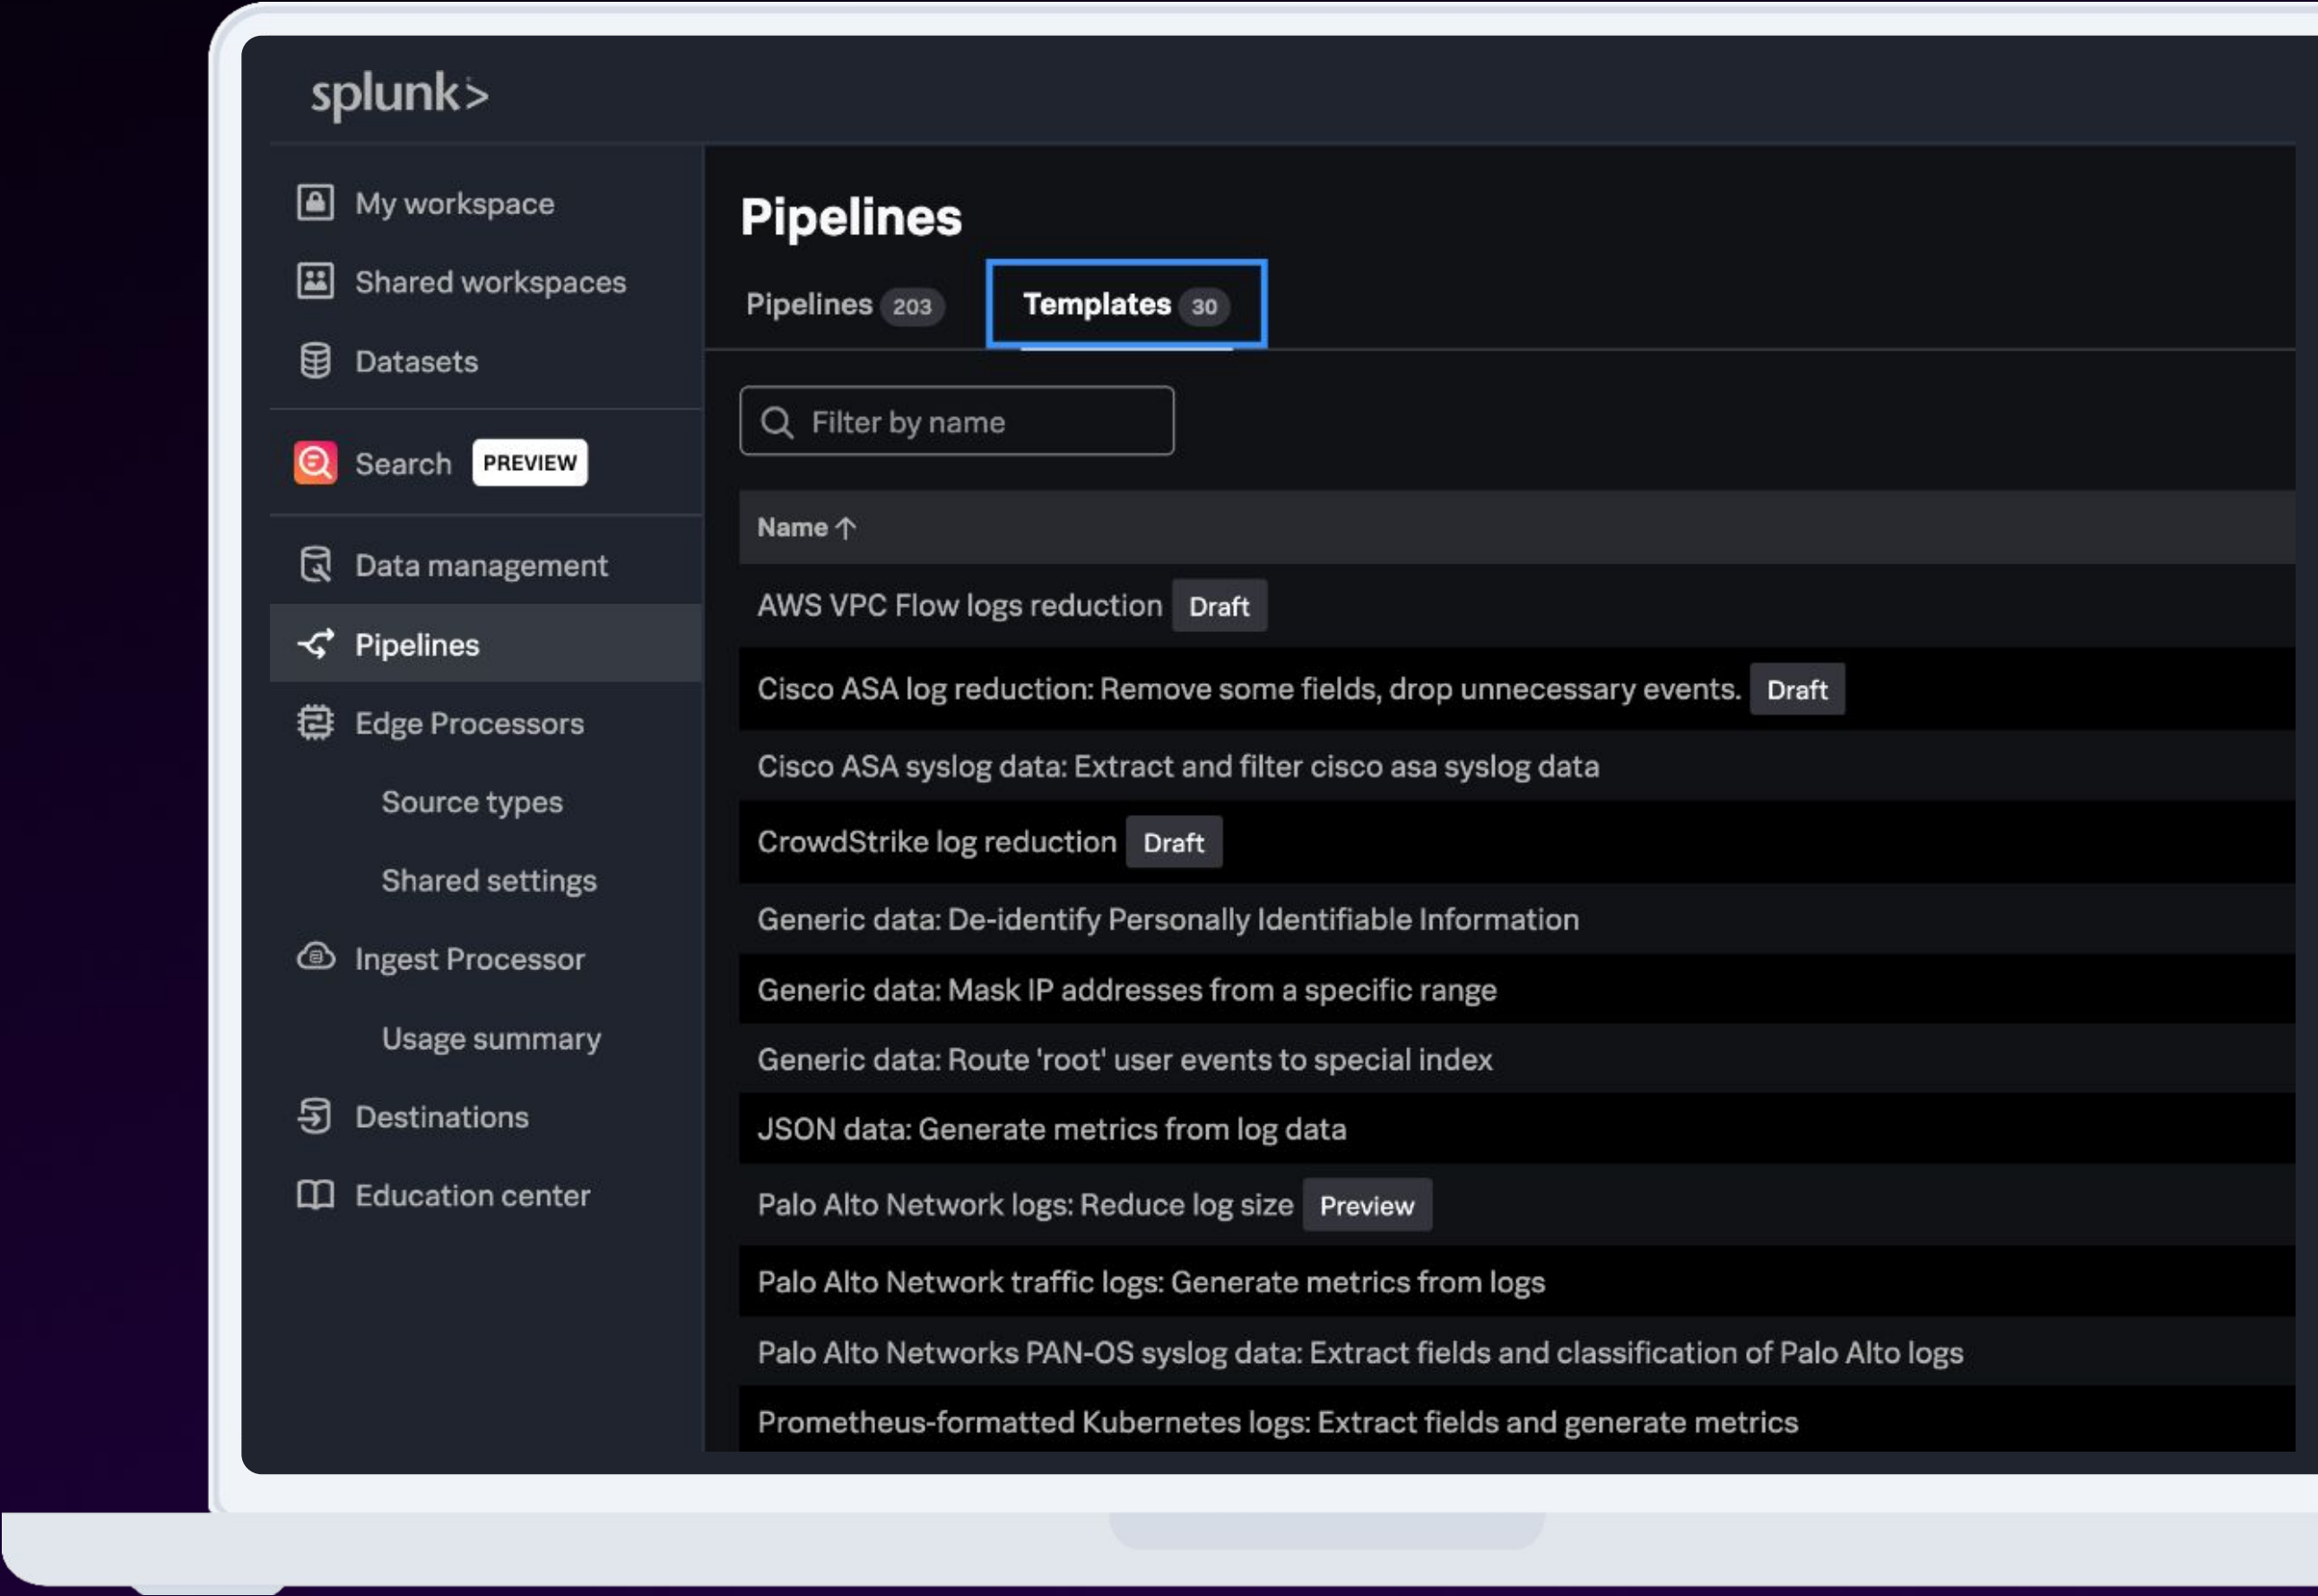 splunk>
My workspace
Shared workspaces
Datasets
Search PREVIEW
Data management
Pipelines
Edge Processors
Source types
Shared settings
Ingest Processor
Usage summary
Destinations
Education center
Pipelines
Pipelines 203 Templates 30
Filter by name
Name ↑
AWS VPC Flow logs reduction Draft
Cisco ASA log reduction: Remove some fields, drop unnecessary events. Draft
Cisco ASA syslog data: Extract and filter cisco asa syslog data
CrowdStrike log reduction Draft
Generic data: De-identify Personally Identifiable Information
Generic data: Mask IP addresses from a specific range
Generic data: Route 'root' user events to special index
JSON data: Generate metrics from log data
Palo Alto Network logs: Reduce log size Preview
Palo Alto Network traffic logs: Generate metrics from logs
Palo Alto Networks PAN-OS syslog data: Extract fields and classification of Palo Alto logs
Prometheus-formatted Kubernetes logs: Extract fields and generate metrics